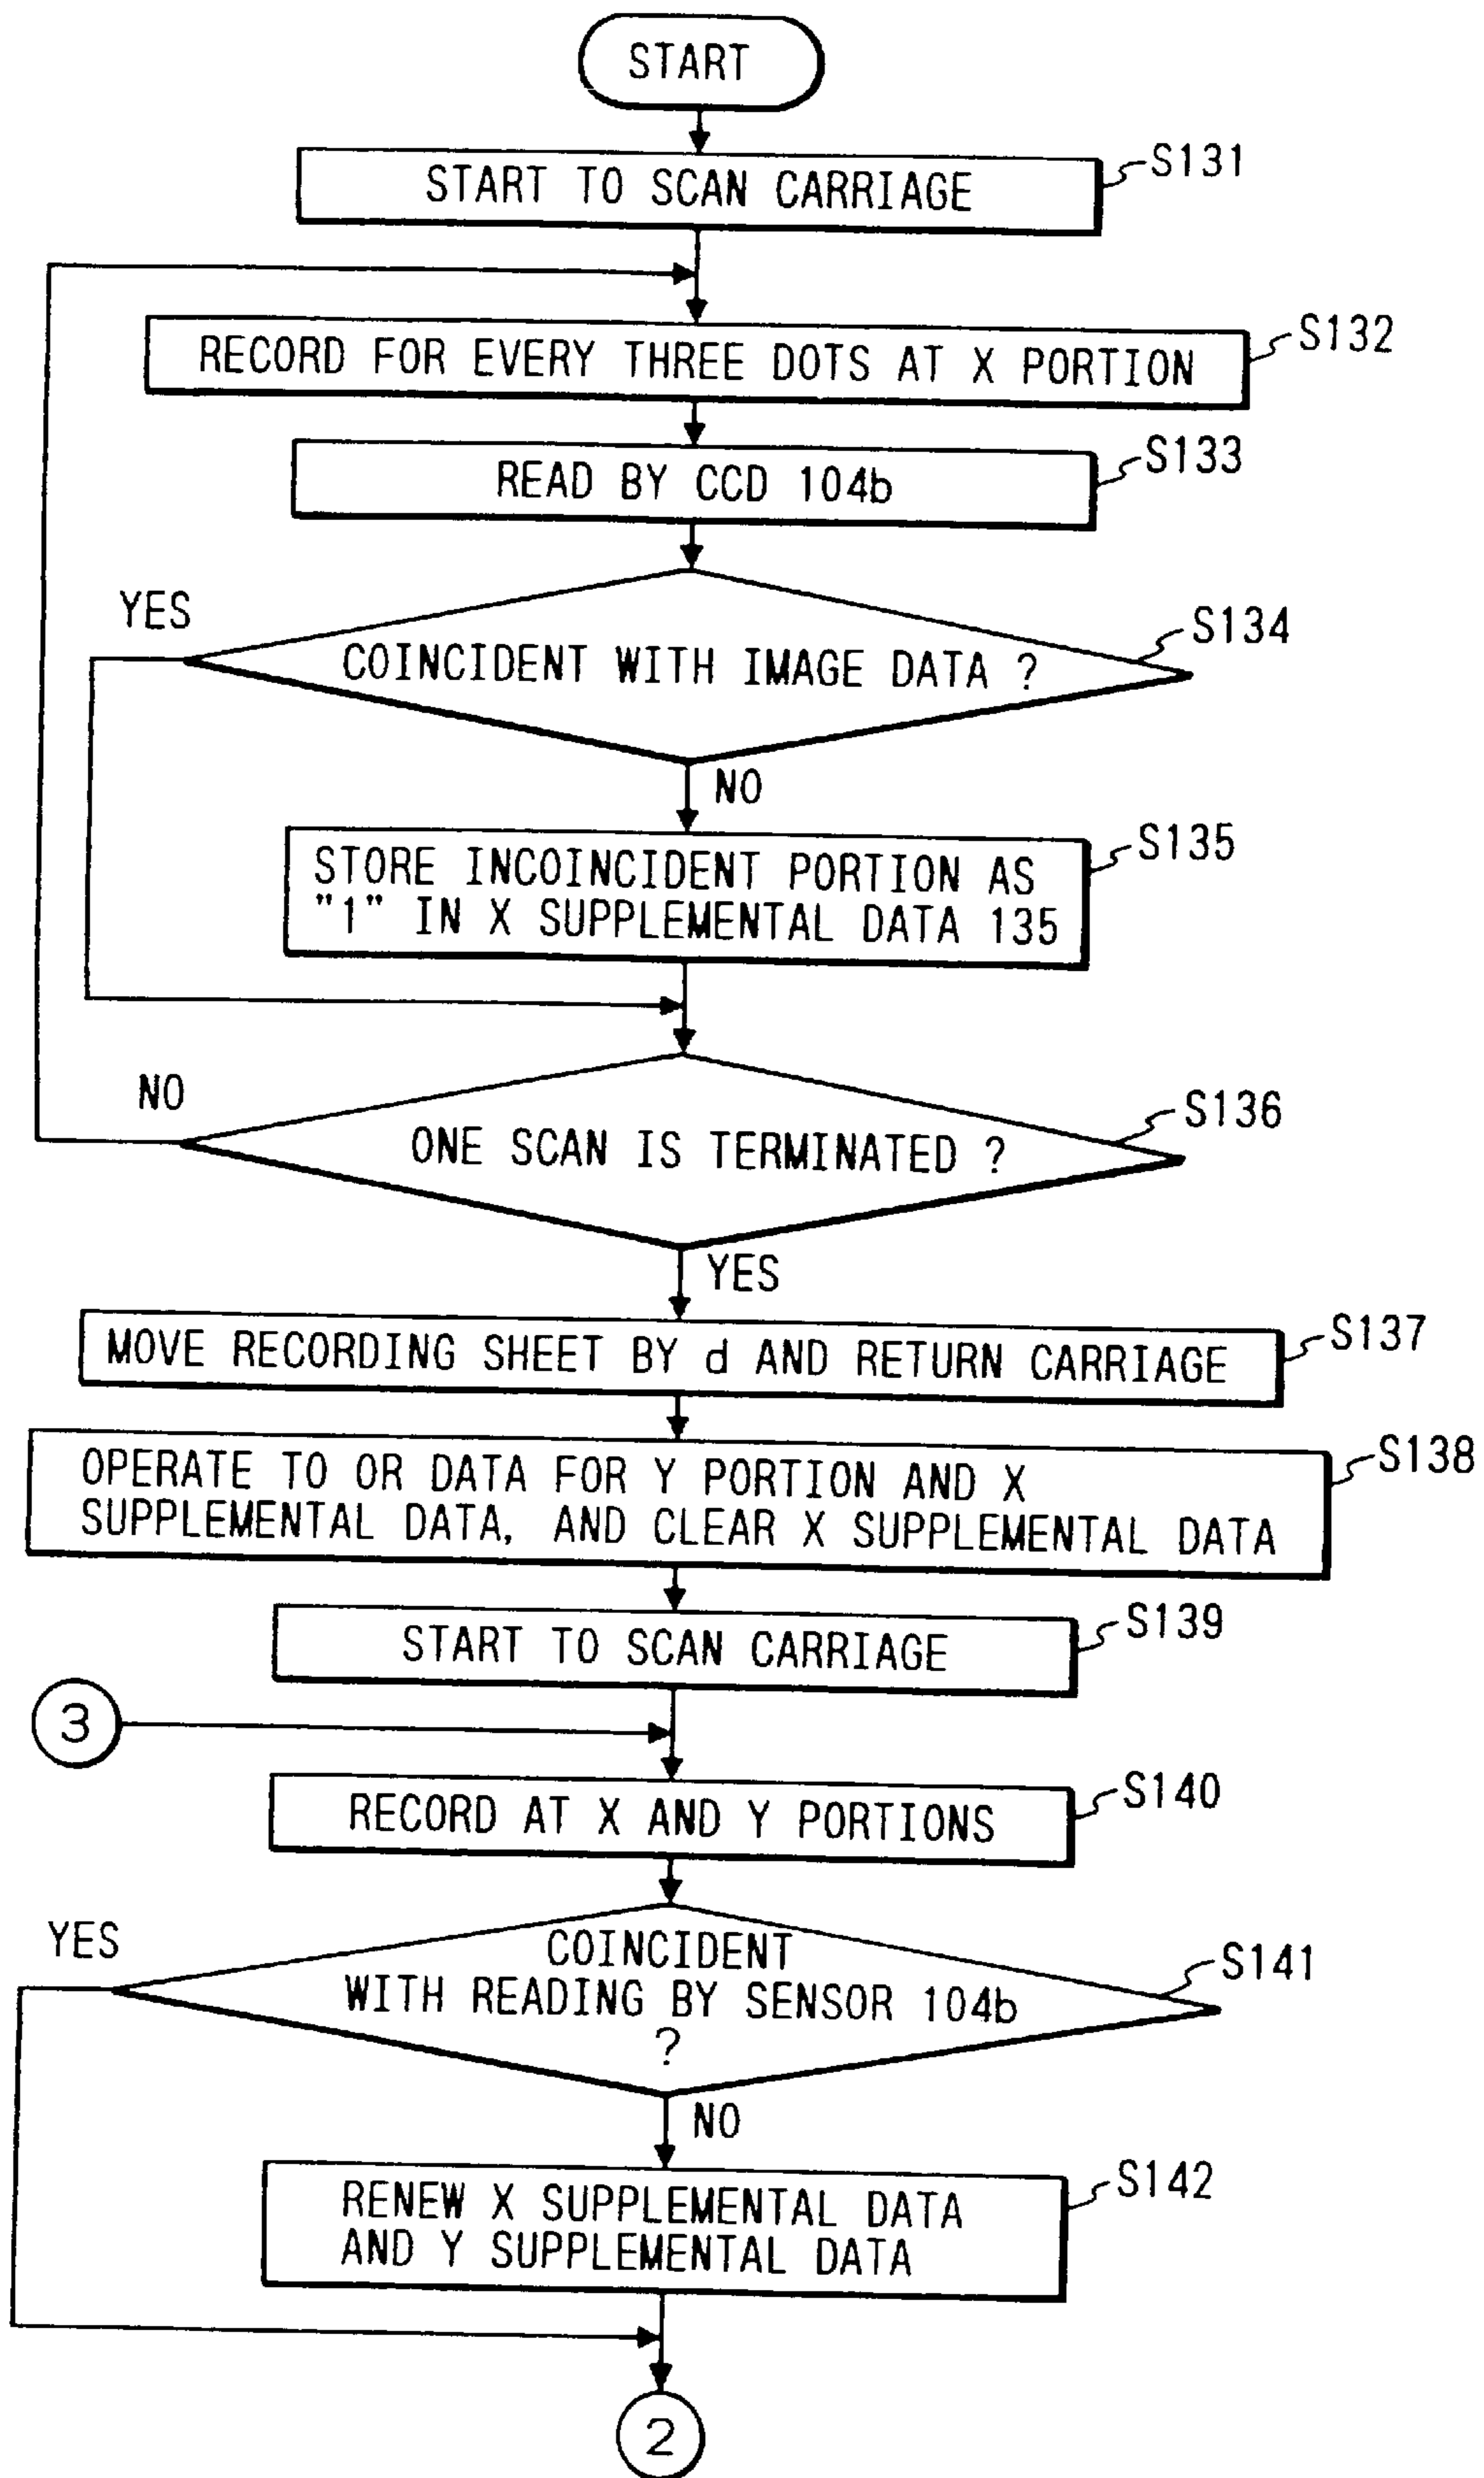 START
START TO SCAN CARRIAGE
S131
RECORD FOR EVERY THREE DOTS AT X PORTION
S132
READ BY CCD 104b
S133
YES
COINCIDENT WITH IMAGE DATA ?
S134
NO
STORE INCOINCIDENT PORTION AS
"1" IN X SUPPLEMENTAL DATA 135
S135
NO
ONE SCAN IS TERMINATED ?
S136
YES
MOVE RECORDING SHEET BY d AND RETURN CARRIAGE
S137
OPERATE TO OR DATA FOR Y PORTION AND X
SUPPLEMENTAL DATA, AND CLEAR X SUPPLEMENTAL DATA
S138
START TO SCAN CARRIAGE
S139
3
RECORD AT X AND Y PORTIONS
S140
YES
COINCIDENT
WITH READING BY SENSOR 104b
?
S141
NO
RENEW X SUPPLEMENTAL DATA
AND Y SUPPLEMENTAL DATA
S142
2